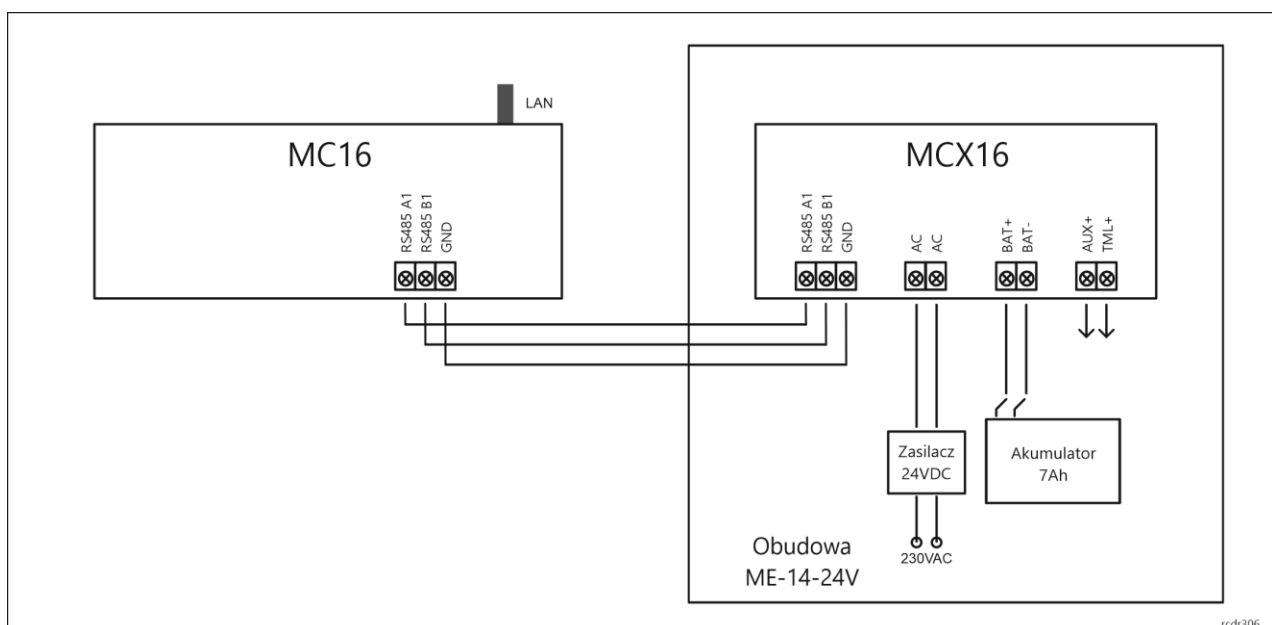 LAN
MC16
RS485 A1
RS485 B1
GND
MCX16
RS485 A1
RS485 B1
GND
AC
AC
BAT+
BAT-
AUX+
TML+
Zasilacz
24VDC
Akumulator
7Ah
230VAC
Obudowa
ME-14-24V
rcdr306